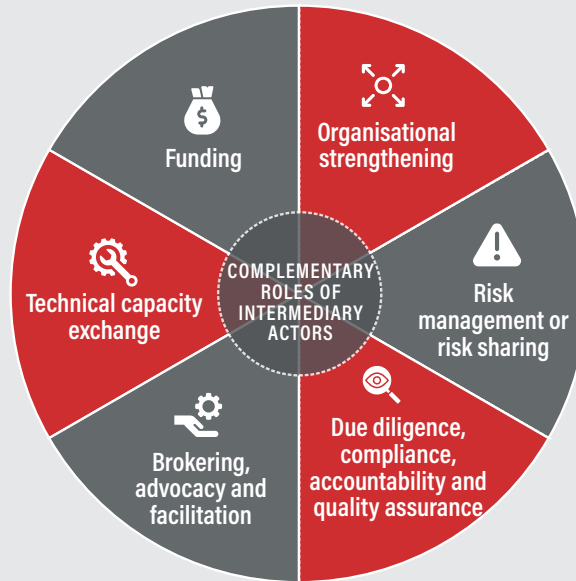 Funding
$
Organisational
strengthening
Technical capacity
exchange
COMPLEMENTARY
ROLES OF
INTERMEDIARY
ACTORS
Risk
management or
risk sharing
Brokering,
advocacy and
facilitation
Due diligence,
compliance,
accountability and
quality assurance